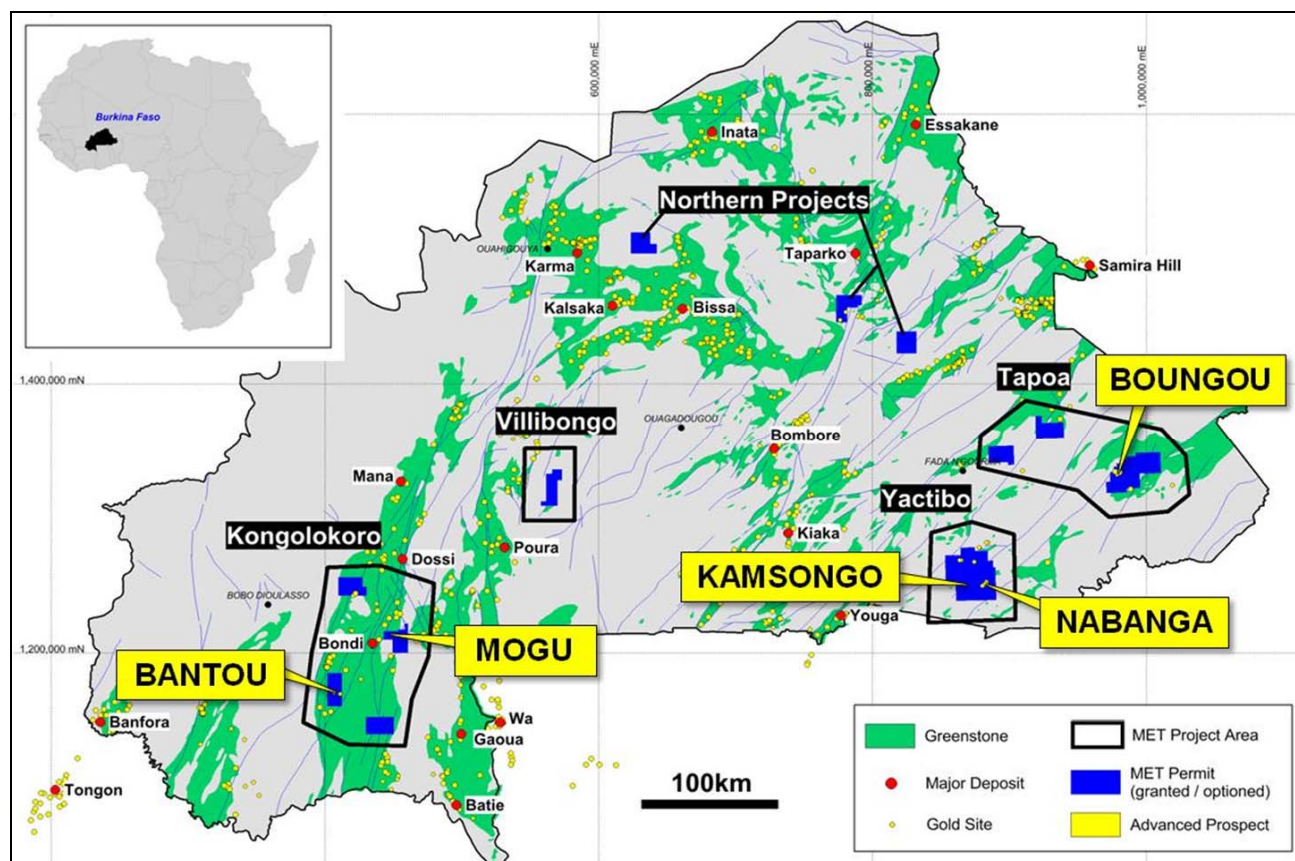 Burkina Faso
600,000 mE
800,000 mE
1,000,000 mE
Inata
Essakane
Northern Projects
OUAHIGOUYA
Karma
Taparko
Samira Hill
Kalsaka
Bissa
1,400,000 mN
Tapoa
BOUNGOU
Villibongo
OUAGADOUGOU
Bombore
FADA N'GOURMA
Mana
Yactibo
Kongolokoro
Dossi
Poura
Kiaka
KAMSONGO
BOBO DIOULASSO
NABANGA
Youga
Bondi
MOGU
1,200,000 mN
BANTOU
Banfora
Wa
Gaoua
Tongon
Batie
100km
Greenstone
MET Project Area
Major Deposit
MET Permit
(granted / optioned)
Gold Site
Advanced Prospect